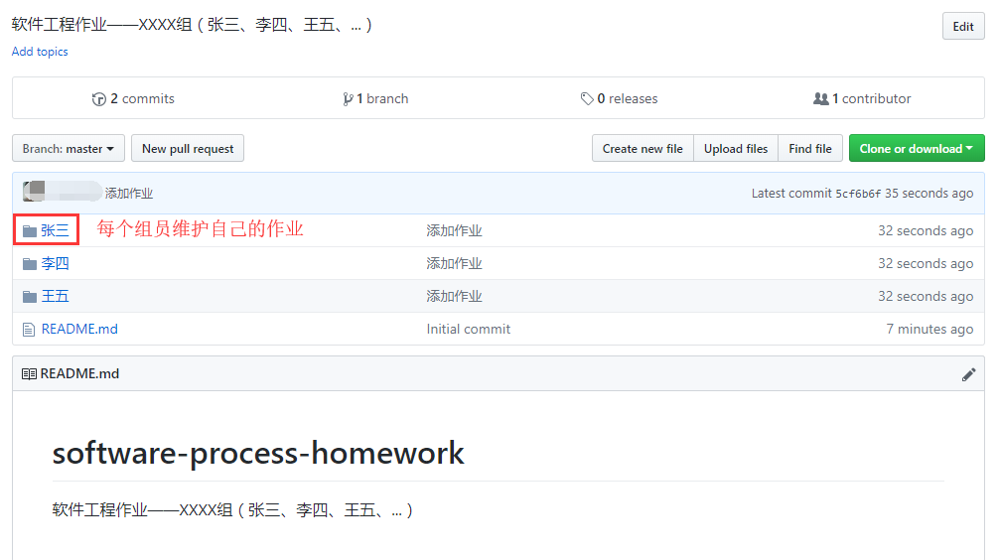 软件工程作业——XXXX组（张三、李四、王五、...）
Edit
Add topics
2 commits 1 branch 0 releases 1 contributor
Branch: master New pull request Create new file Upload files Find file Clone or download
添加作业 Latest commit 5cf6b6f 35 seconds ago
张三 每个组员维护自己的作业 添加作业 32 seconds ago
李四 添加作业 32 seconds ago
王五 添加作业 32 seconds ago
README.md Initial commit 7 minutes ago
README.md
software-process-homework
软件工程作业——XXXX组（张三、李四、王五、...）